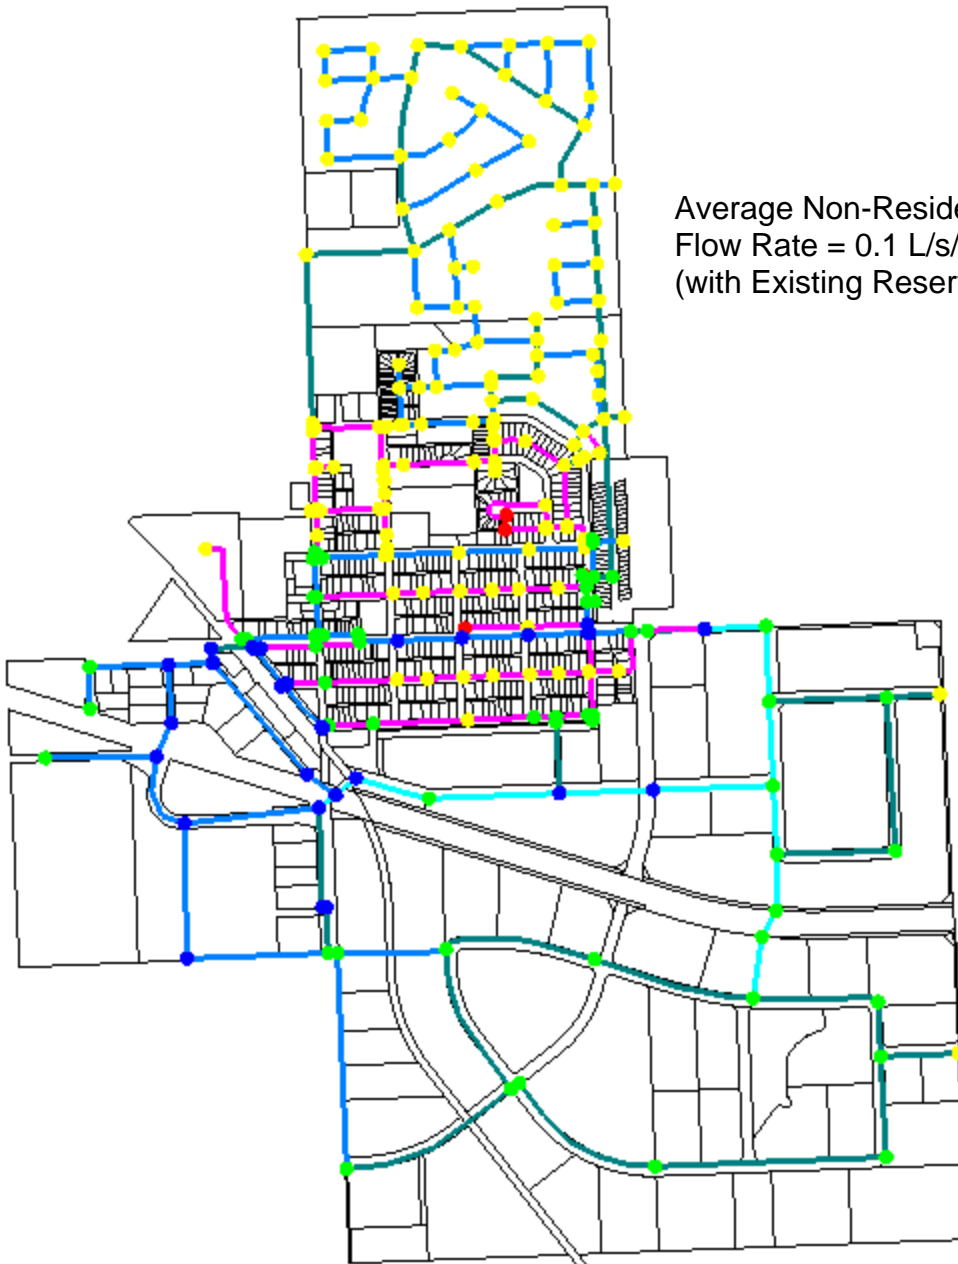 Average Non-Reside
Flow Rate = 0.1 L/s/
(with Existing Reser